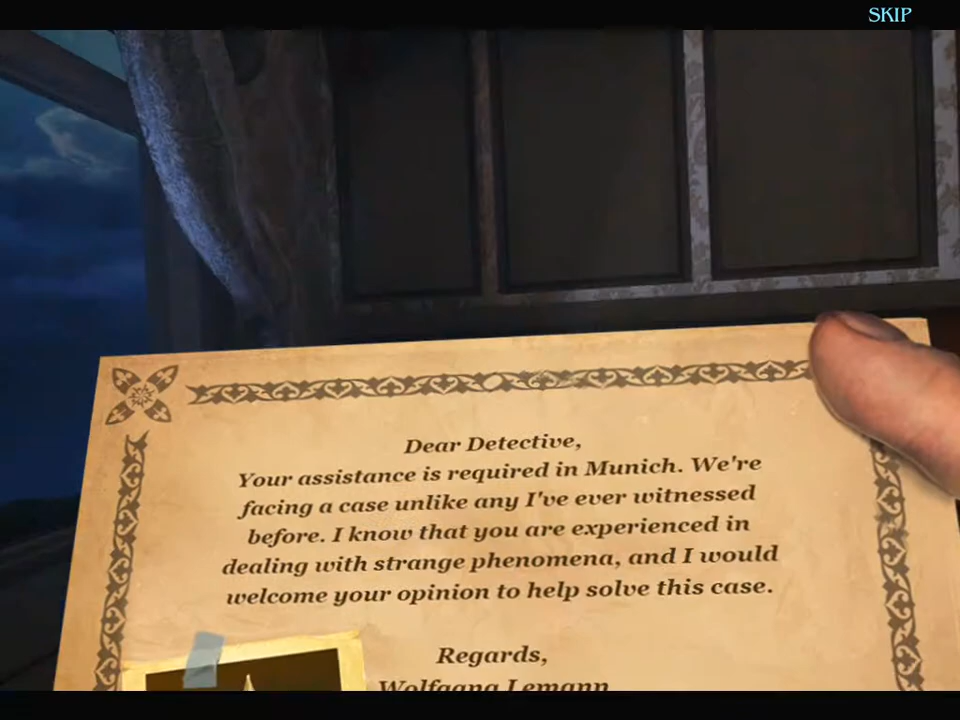 SKIP
Dear Detective,
Your assistance is required in Munich. We're
facing a case unlike any I've ever witnessed
before. I know that you are experienced in
dealing with strange phenomena, and I would
welcome your opinion to help solve this case.
Regards,
Wolfgang Lemann